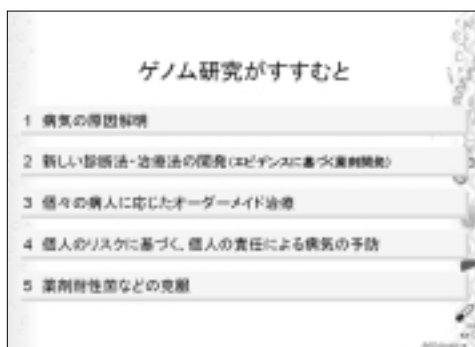 ゲノム研究がすすむと
1 病気の原因解明
2 新しい診断法・治療法の開発(エビデンスに基づく薬剤開発)
3 個々の病人に応じたオーダーメイド治療
4 個人のリスクに基づく、個人の責任による病気の予防
5 薬剤耐性菌などの克服